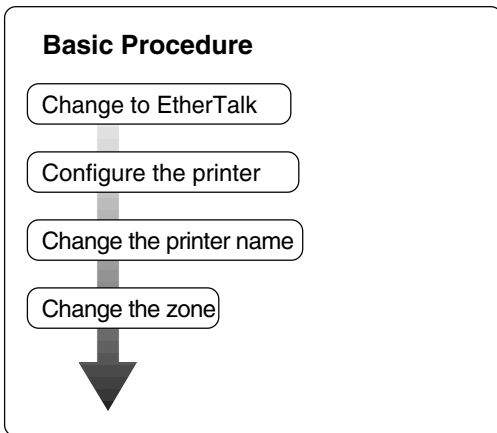 Basic Procedure
Change to EtherTalk
Configure the printer
Change the printer name
Change the zone